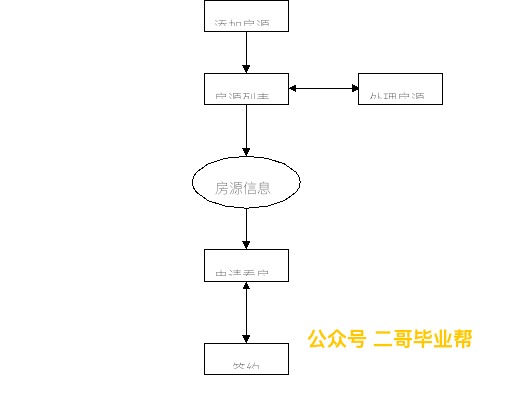 添加房源
房源列表
处理房源
房源信息
申请看房
公众号 二哥毕业帮
签约